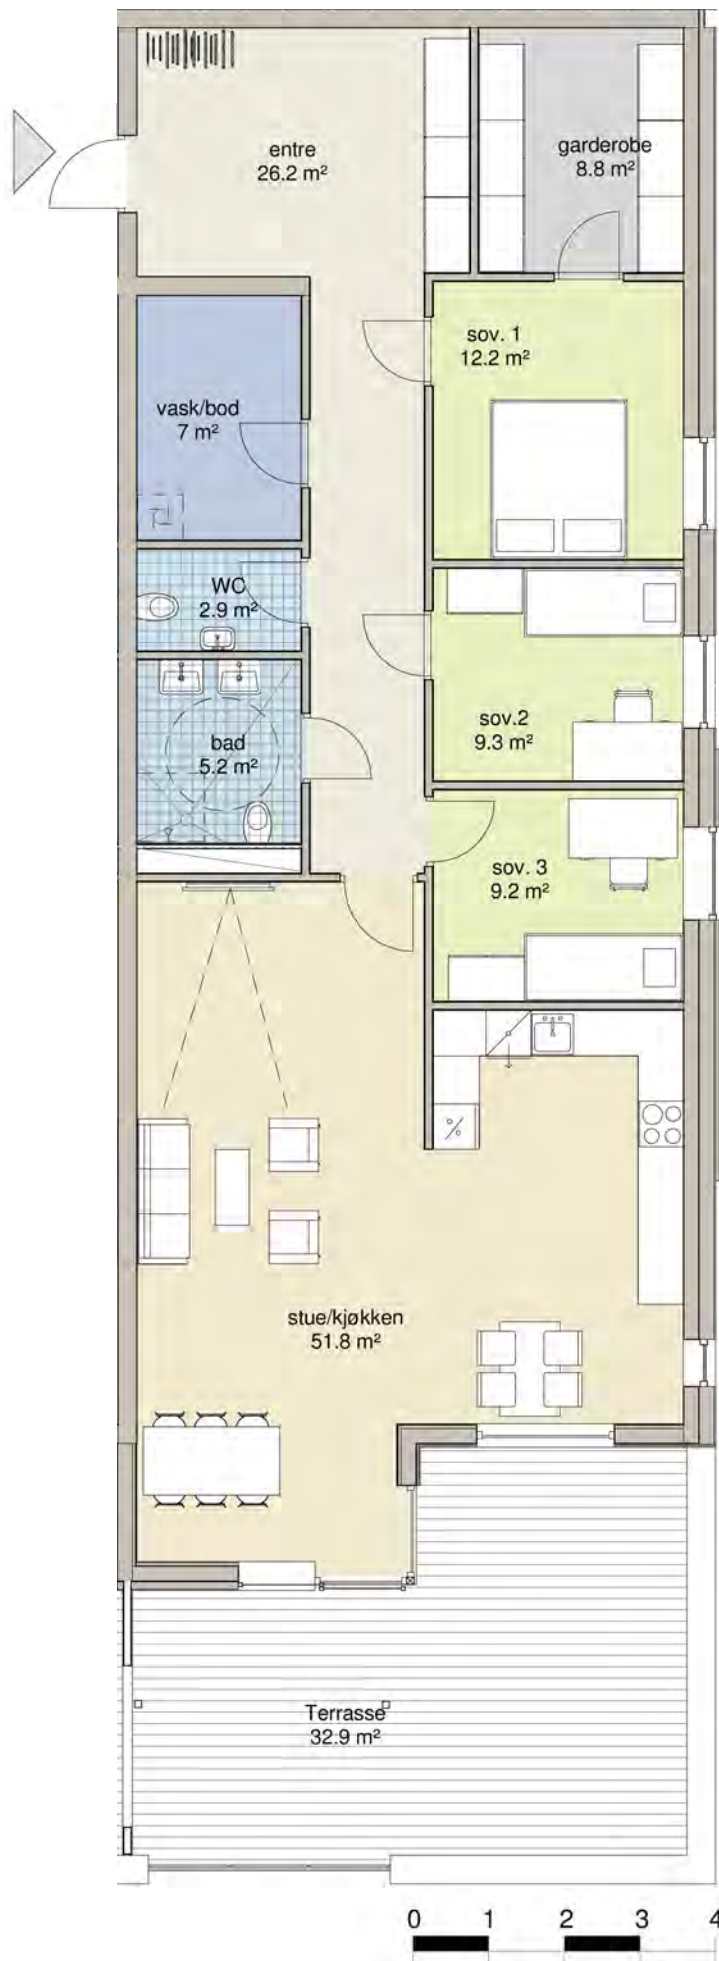 entre
26.2 m²
garderobe
8.8 m²
sov. 1
12.2 m²
vask/bod
7 m²
WC
2.9 m²
sov.2
9.3 m²
bad
5.2 m²
sov. 3
9.2 m²
stue/kjøkken
51.8 m²
Terrasse
32.9 m²
0 1 2 3 4